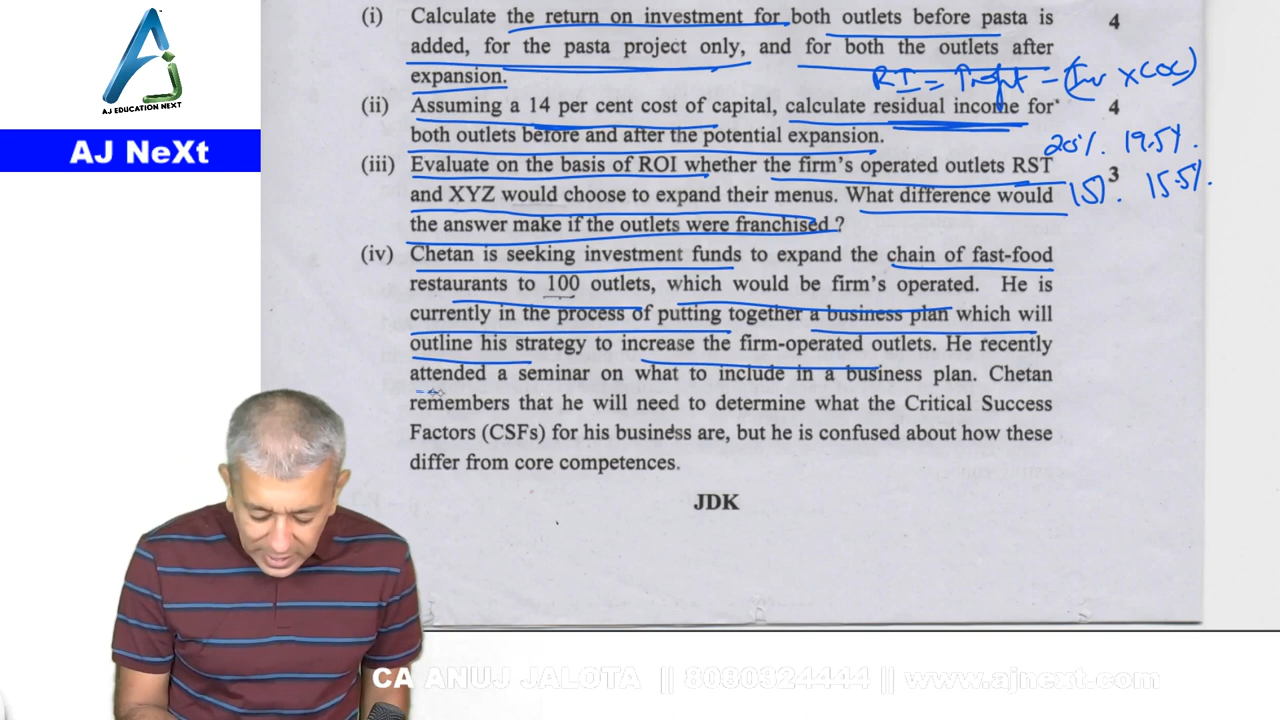 (i) Calculate the return on investment for both outlets before pasta is 4
added, for the pasta project only, and for both the outlets after
expansion.
RI = Profit - (Inv X COC)
(ii) Assuming a 14 per cent cost of capital, calculate residual income for 4
both outlets before and after the potential expansion.
20%. 19.5%.
(iii) Evaluate on the basis of ROI whether the firm's operated outlets RST 3
and XYZ would choose to expand their menus. What difference would
15%. 15.5%.
the answer make if the outlets were franchised ?
(iv) Chetan is seeking investment funds to expand the chain of fast-food
restaurants to 100 outlets, which would be firm's operated. He is
currently in the process of putting together a business plan which will
outline his strategy to increase the firm-operated outlets. He recently
attended a seminar on what to include in a business plan. Chetan
remembers that he will need to determine what the Critical Success
Factors (CSFs) for his business are, but he is confused about how these
differ from core competences.
JDK
AJ EDUCATION NEXT
AJ NeXt
CA ANUJ JALOTA || 8080924444 || www.ajnext.com